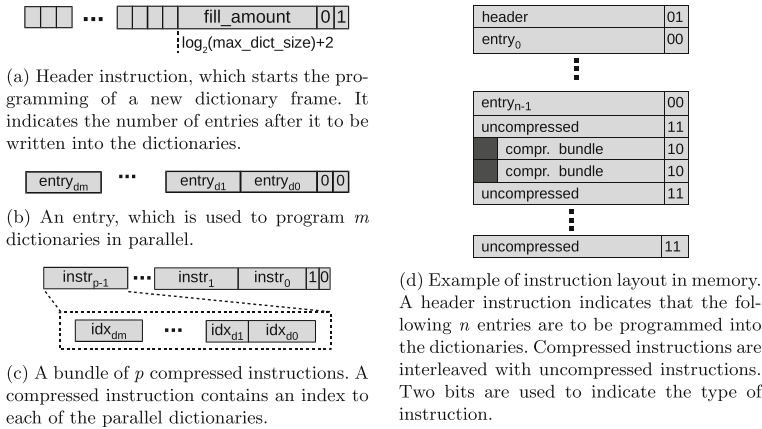 fill_amount 0 1
log2(max_dict_size)+2
(a) Header instruction, which starts the pro-
gramming of a new dictionary frame. It
indicates the number of entries after it to be
written into the dictionaries.
entrydm ... entryd1 entryd0 0 0
(b) An entry, which is used to program m
dictionaries in parallel.
instrp-1 ... instr1 instr0 1 0
idxdm ... idxd1 idxd0
(c) A bundle of p compressed instructions. A
compressed instruction contains an index to
each of the parallel dictionaries.
header 01
entry0 00
entryn-1 00
uncompressed 11
compr. bundle 10
compr. bundle 10
uncompressed 11
uncompressed 11
(d) Example of instruction layout in memory.
A header instruction indicates that the fol-
lowing n entries are to be programmed into
the dictionaries. Compressed instructions are
interleaved with uncompressed instructions.
Two bits are used to indicate the type of
instruction.